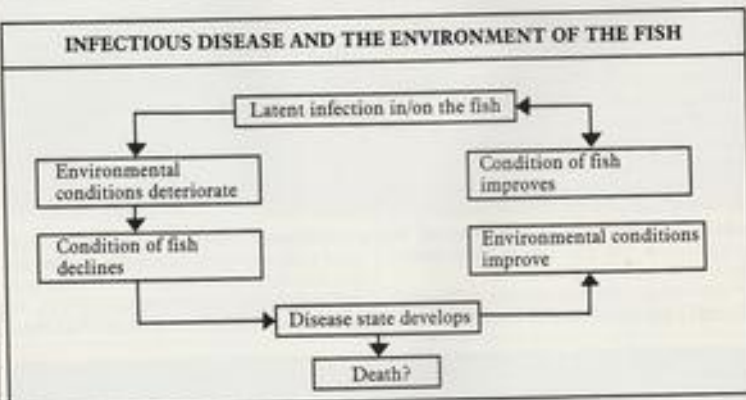 INFECTIOUS DISEASE AND THE ENVIRONMENT OF THE FISH
Latent infection in/on the fish
Environmental
conditions deteriorate
Condition of fish
improves
Condition of fish
declines
Environmental conditions
improve
Disease state develops
Death?